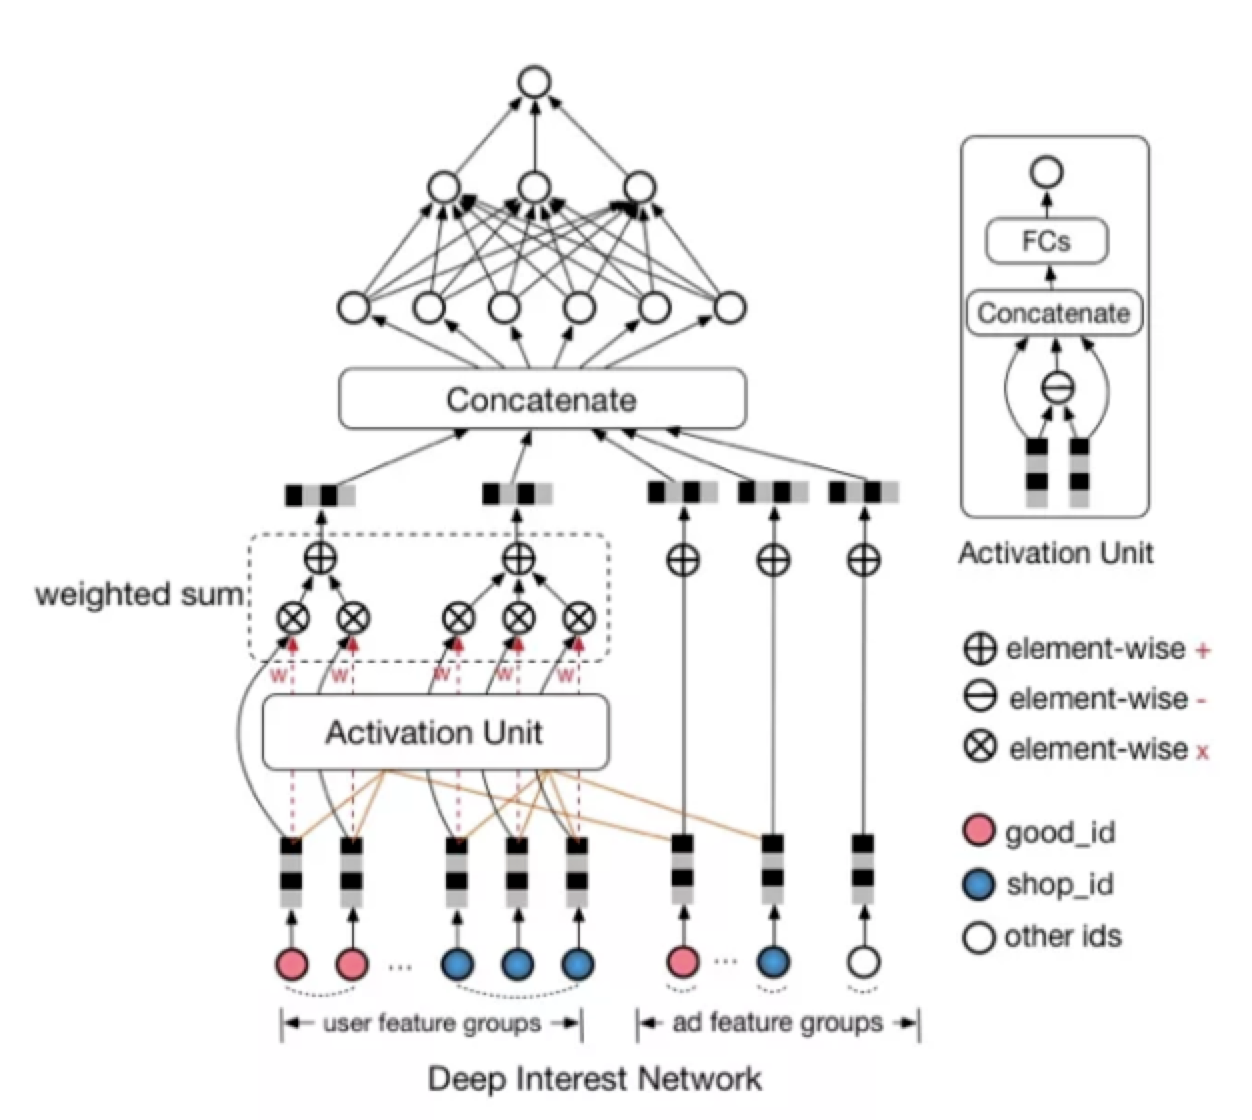 FCs
Concatenate
Concatenate
Activation Unit
weighted sum
w w w w w
Activation Unit
element-wise +
element-wise -
element-wise x
good_id
shop_id
other ids
... ...
user feature groups
ad feature groups
Deep Interest Network